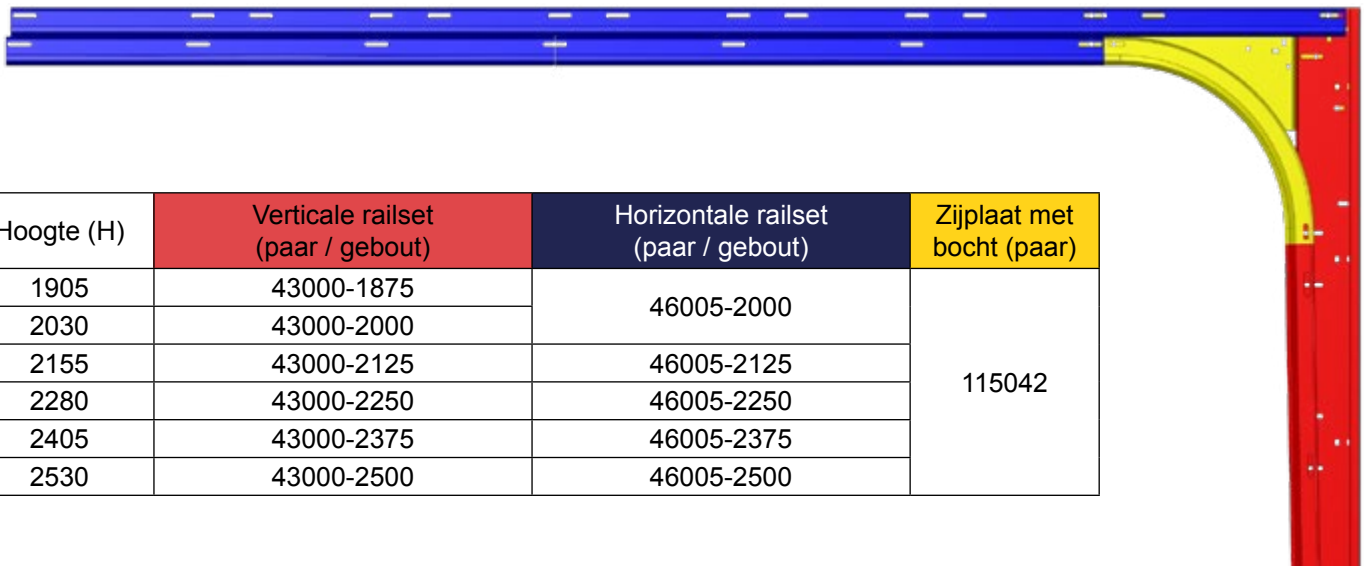 Hoogte (H) Verticale railset (paar / gebout) Horizontale railset (paar / gebout) Zijplaat met bocht (paar)
1905 43000-1875 46005-2000 115042
2030 43000-2000
2155 43000-2125 46005-2125
2280 43000-2250 46005-2250
2405 43000-2375 46005-2375
2530 43000-2500 46005-2500